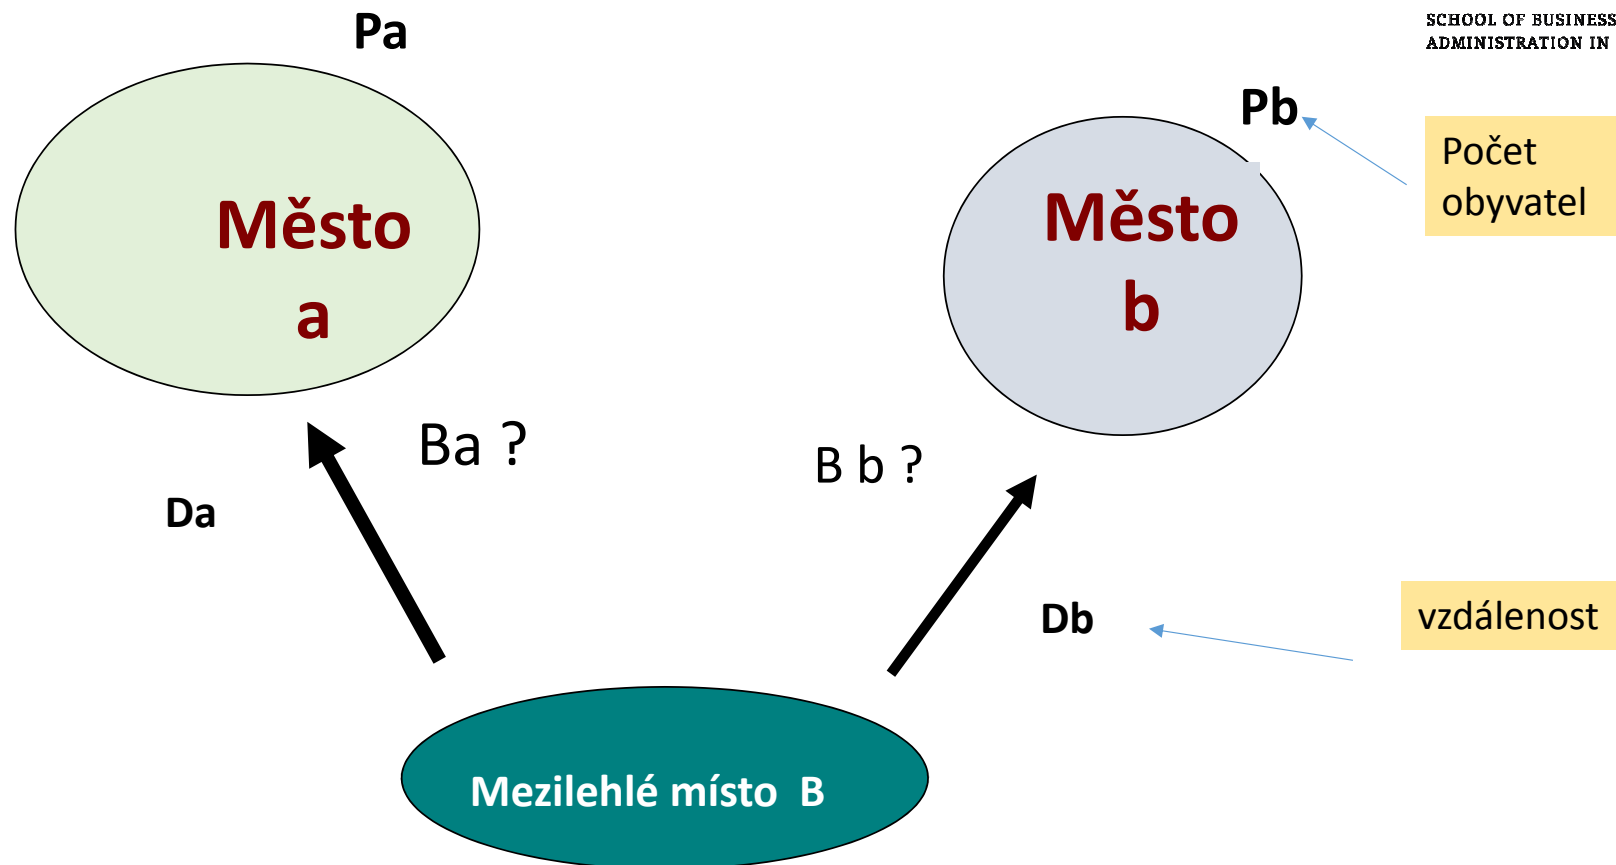 SCHOOL OF BUSINESS
ADMINISTRATION IN
Pa
Pb
Počet
obyvatel
Město
a
Město
b
Ba ?
B b ?
Da
Db
vzdálenost
Mezilehlé místo B